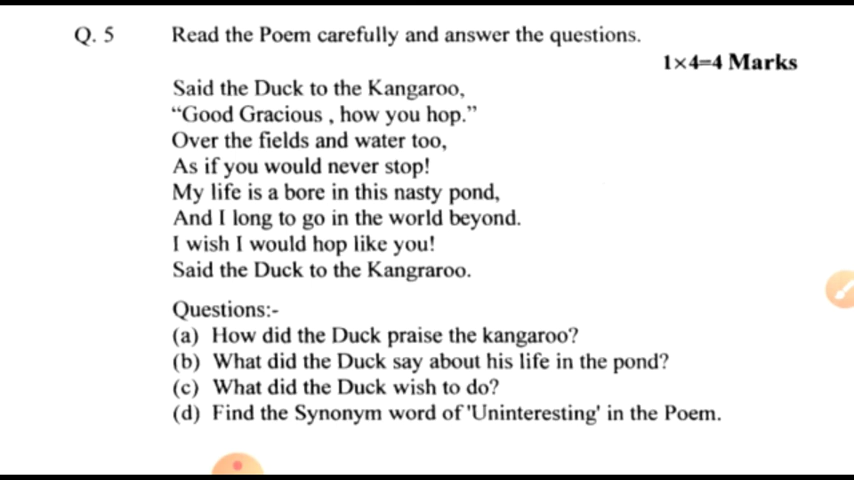 Q. 5 Read the Poem carefully and answer the questions.
1×4=4 Marks
Said the Duck to the Kangaroo,
“Good Gracious , how you hop.”
Over the fields and water too,
As if you would never stop!
My life is a bore in this nasty pond,
And I long to go in the world beyond.
I wish I would hop like you!
Said the Duck to the Kangraroo.
Questions:-
(a) How did the Duck praise the kangaroo?
(b) What did the Duck say about his life in the pond?
(c) What did the Duck wish to do?
(d) Find the Synonym word of 'Uninteresting' in the Poem.